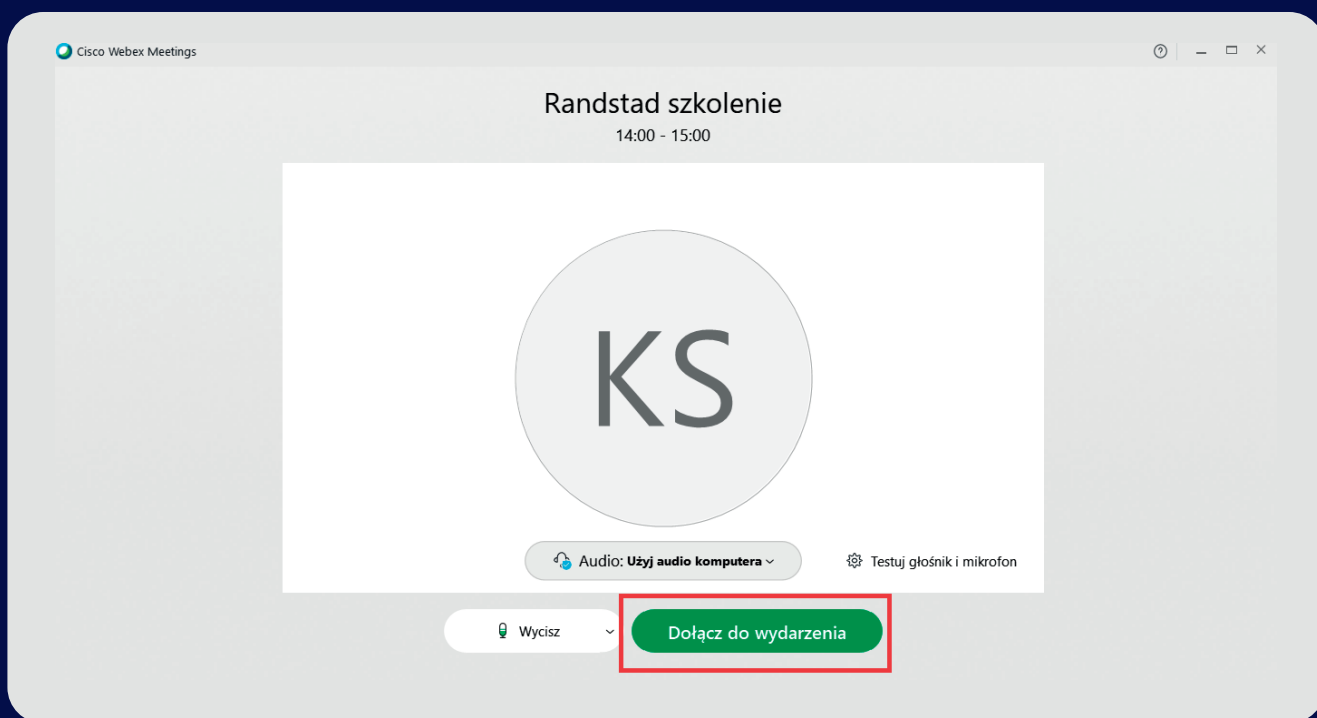 Cisco Webex Meetings
Randstad szkolenie
14:00 - 15:00
KS
Audio: Użyj audio komputera
Testuj głośnik i mikrofon
Wycisz
Dołącz do wydarzenia